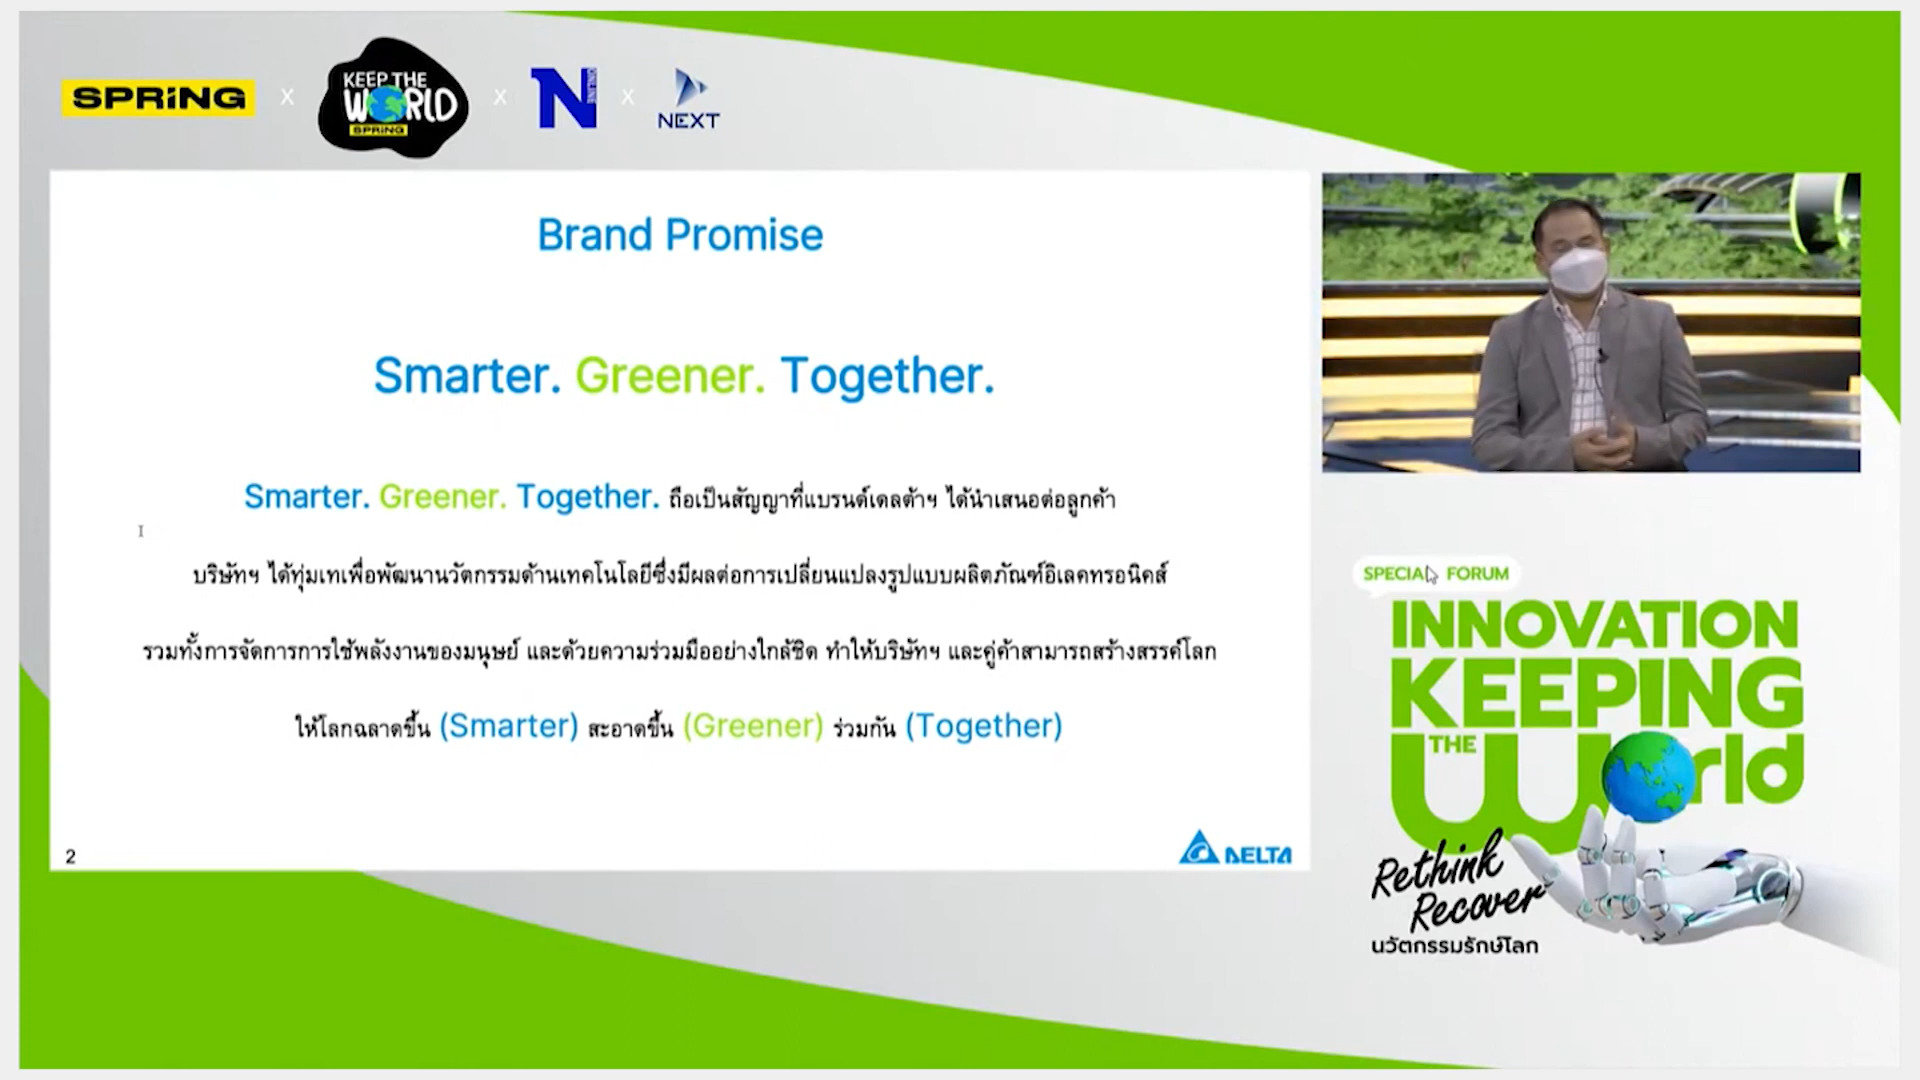 SPRiNG x KEEP THE WORLD SPRiNG x N ONLINE x NEXT
Brand Promise
Smarter. Greener. Together.
Smarter. Greener. Together. ถือเป็นสัญญาที่แบรนด์เดลต้าฯ ได้นำเสนอต่อลูกค้า
บริษัทฯ ได้ทุ่มเทเพื่อพัฒนานวัตกรรมด้านเทคโนโลยีซึ่งมีผลต่อการเปลี่ยนแปลงรูปแบบผลิตภัณฑ์อิเลคทรอนิคส์
รวมทั้งการจัดการการใช้พลังงานของมนุษย์ และด้วยความร่วมมืออย่างใกล้ชิด ทำให้บริษัทฯ และคู่ค้าสามารถสร้างสรรค์โลก
ให้โลกฉลาดขึ้น (Smarter) สะอาดขึ้น (Greener) ร่วมกัน (Together)
2
DELTA
SPECIAL FORUM
INNOVATION
KEEPING
THE World
Rethink
Recover
นวัตกรรมรักษ์โลก